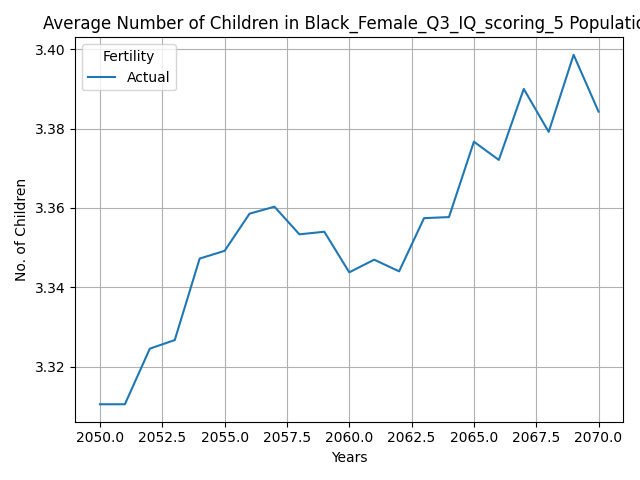 Average Number of Children in Black_Female_Q3_IQ_scoring_5 Populatio
Fertility
Actual
No. of Children
3.40
3.38
3.36
3.34
3.32
2050.0 2052.5 2055.0 2057.5 2060.0 2062.5 2065.0 2067.5 2070.0
Years